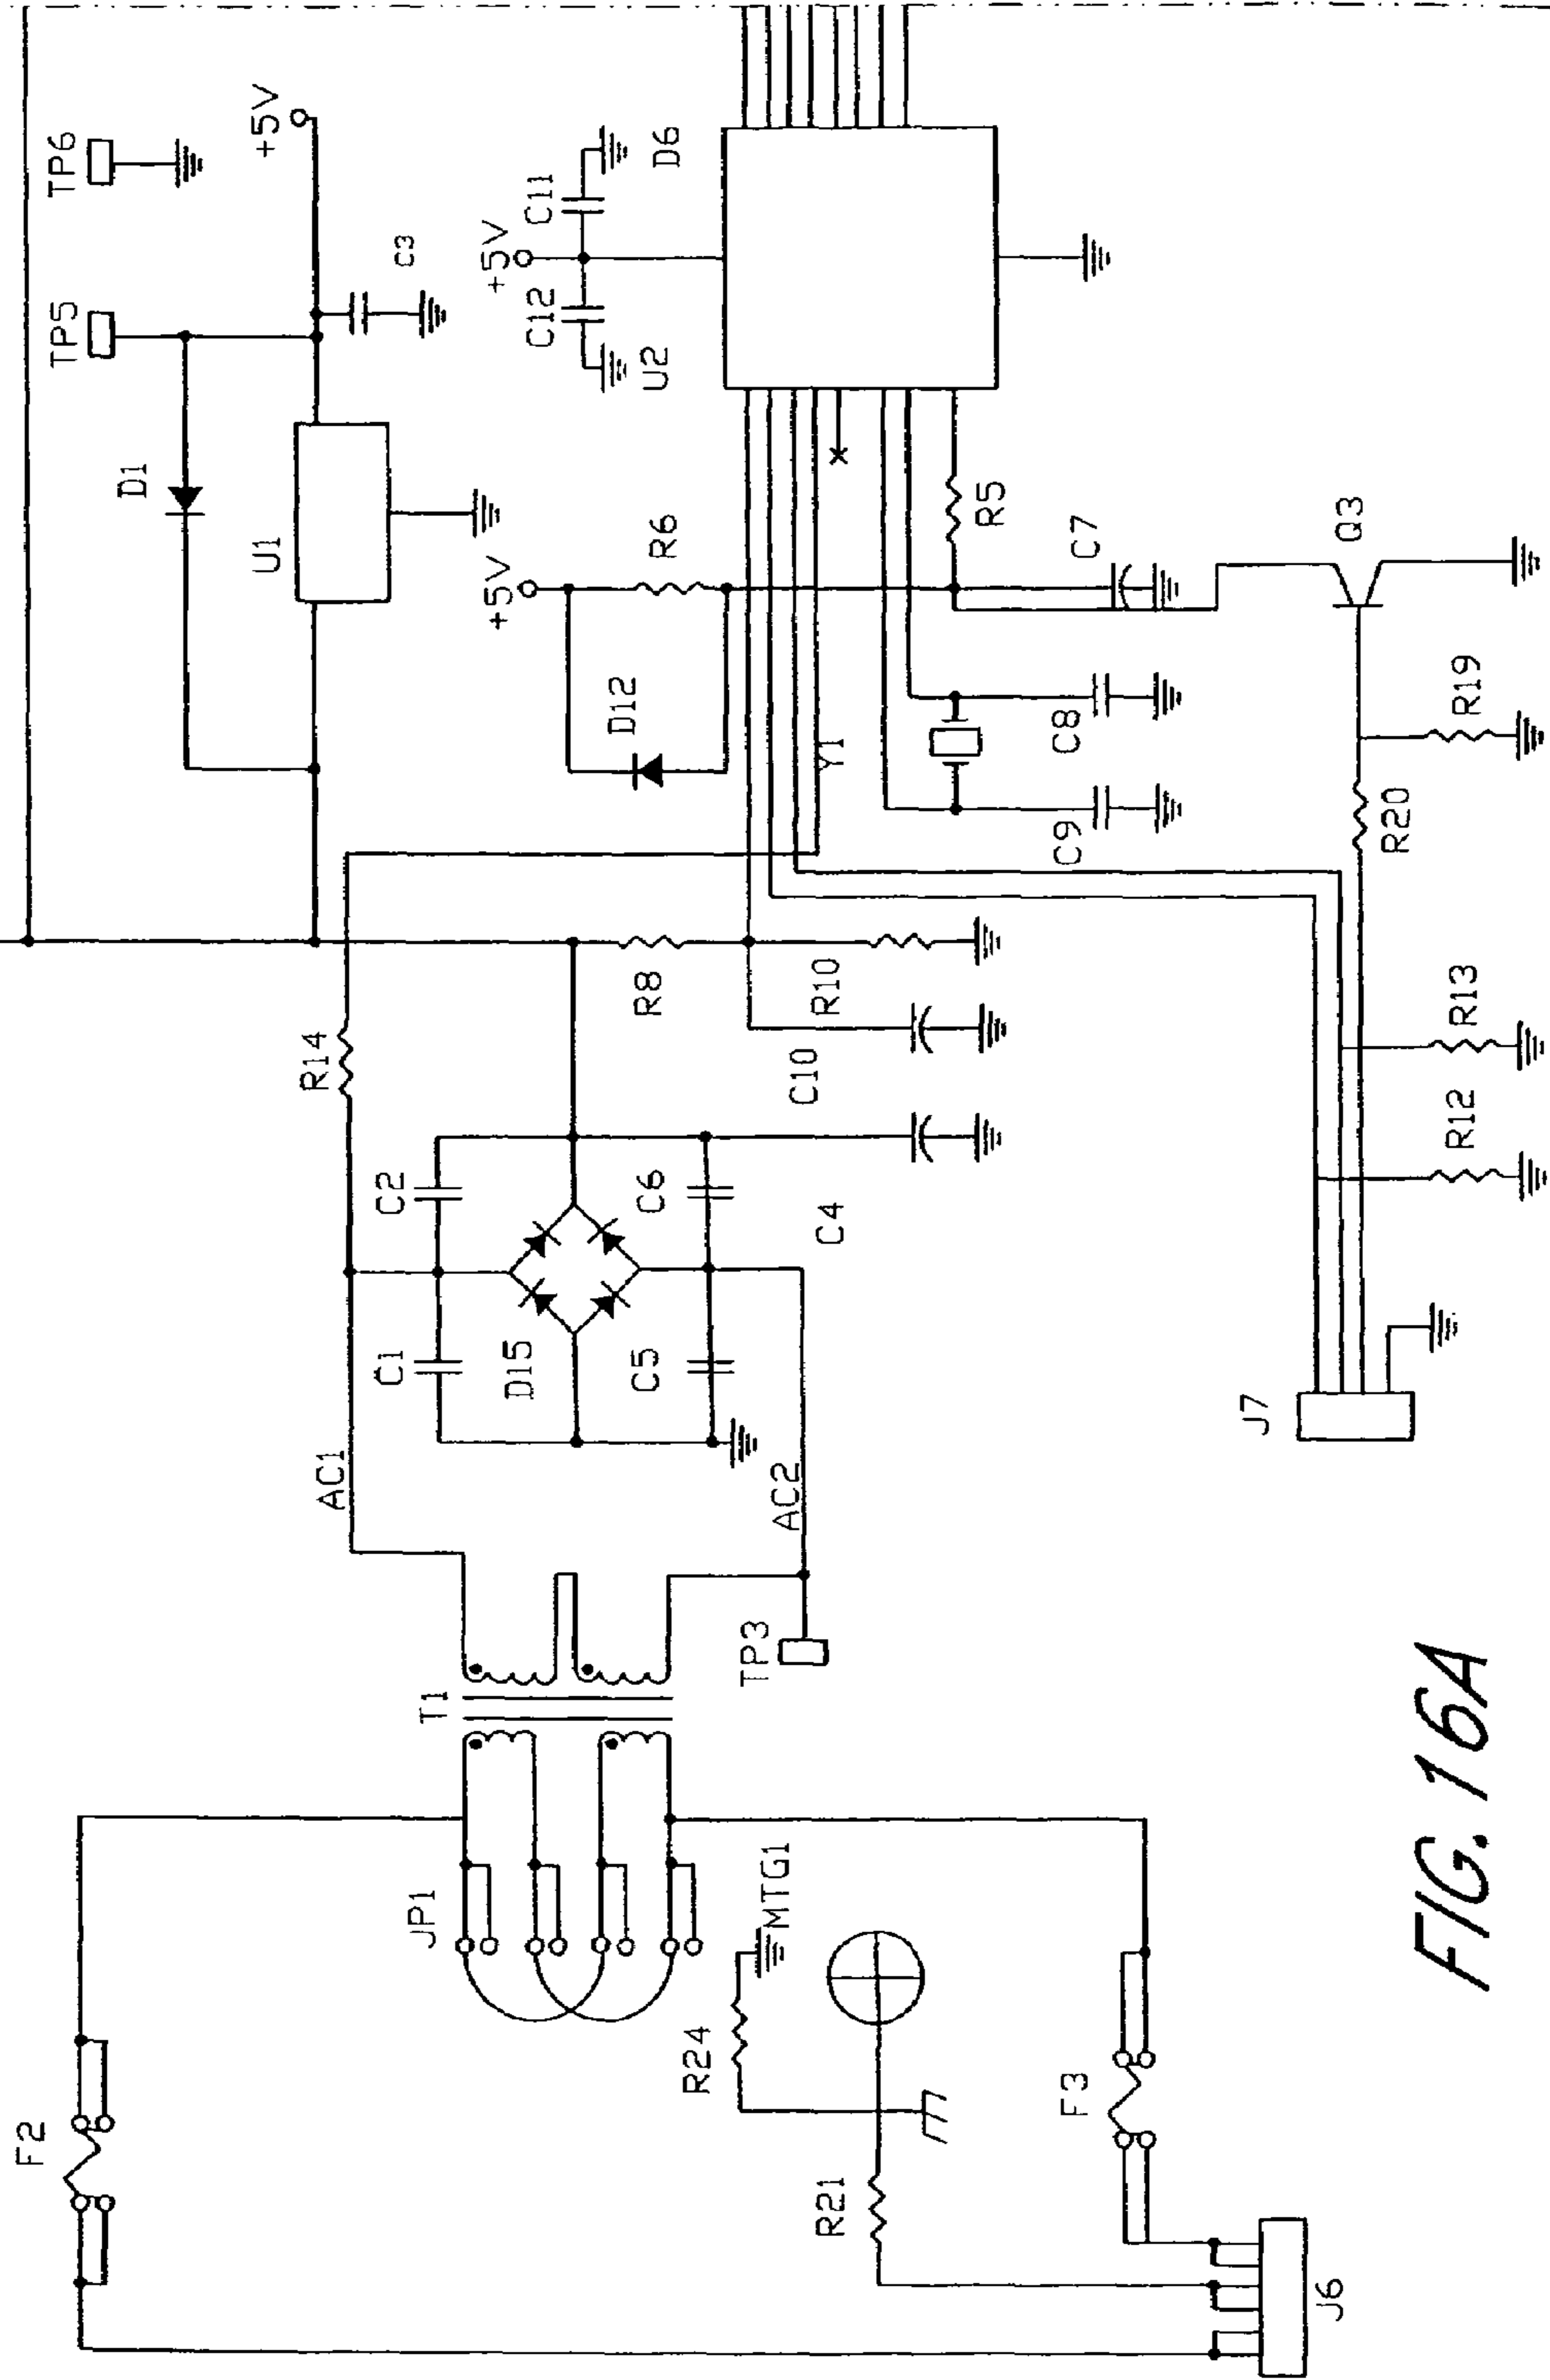 TP6
TP5
+5V
D1
C3
U1
+5V
C11
C12
D6
U2
+5V
R6
D12
R5
C7
Q3
Y1
C8
C9
R19
R20
R14
R8
R10
C10
R13
R12
C2
C6
C4
C1
D15
C5
AC1
AC2
J7
TP3
T1
JP1
MTG1
R24
F2
R21
F3
J6
FIG. 16A